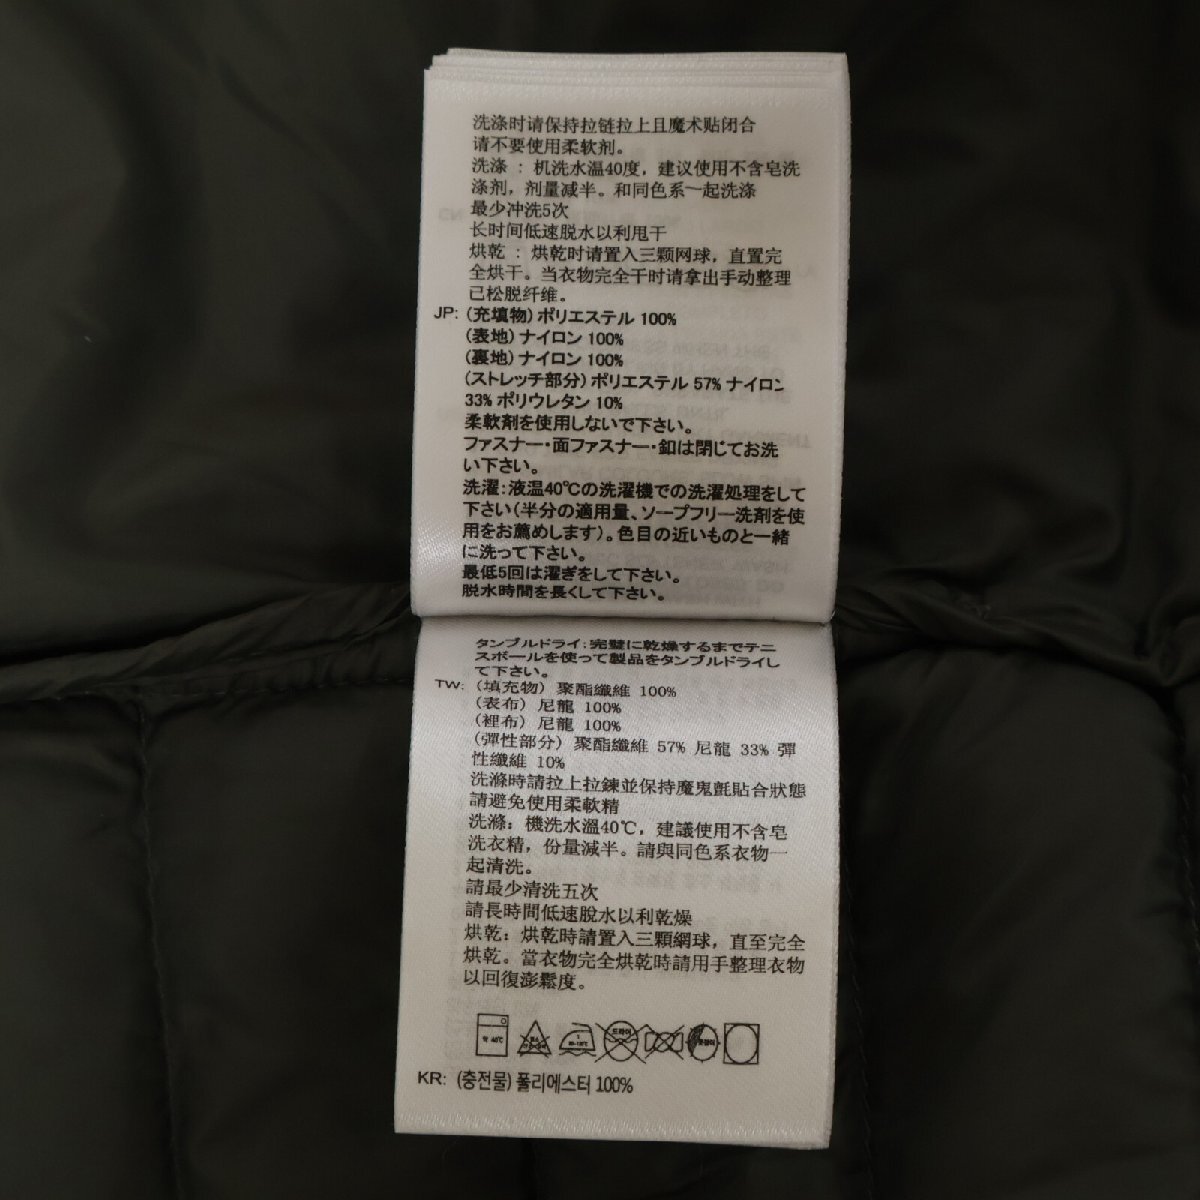 洗涤时请保持拉链拉上且魔术贴闭合
请不要使用柔软剂。
洗涤：机洗水温40度，建议使用不含皂洗
涤剂，剂量减半。和同色系一起洗涤
最少冲洗5次
长时间低速脱水以利甩干
烘乾：烘乾时请置入三颗网球，直置完
全烘干。当衣物完全干时请拿出手动整理
已松脱纤维。
JP: (充填物) ポリエステル 100%
(表地) ナイロン 100%
(裏地) ナイロン 100%
(ストレッチ部分) ポリエステル 57% ナイロン
33% ポリウレタン 10%
柔軟剤を使用しないで下さい。
ファスナー・面ファスナー・釦は閉じてお洗
い下さい。
洗濯：液温40℃の洗濯機での洗濯処理をして
下さい(半分の適用量、ソープフリー洗剤を使
用をお薦めします)。色目の近いものと一緒
に洗って下さい。
最低5回は濯ぎをして下さい。
脱水時間を長くして下さい。
タンブルドライ：完璧に乾燥するまでテニ
スボールを使って製品をタンブルドライし
て下さい。
TW: (填充物) 聚酯纖維 100%
(表布) 尼龍 100%
(裡布) 尼龍 100%
(彈性部分) 聚酯纖維 57% 尼龍 33% 彈
性纖維 10%
洗滌時請拉上拉鍊並保持魔鬼氈貼合狀態
請避免使用柔軟精
洗滌：機洗水溫40℃，建議使用不含皂
洗衣精，份量減半。請與同色系衣物一
起清洗。
請最少清洗五次
請長時間低速脫水以利乾燥
烘乾：烘乾時請置入三顆網球，直至完全
烘乾。當衣物完全烘乾時請用手整理衣物
以回復澎鬆度。
약 40℃ 드라이
KR: (충전물) 폴리에스터 100%